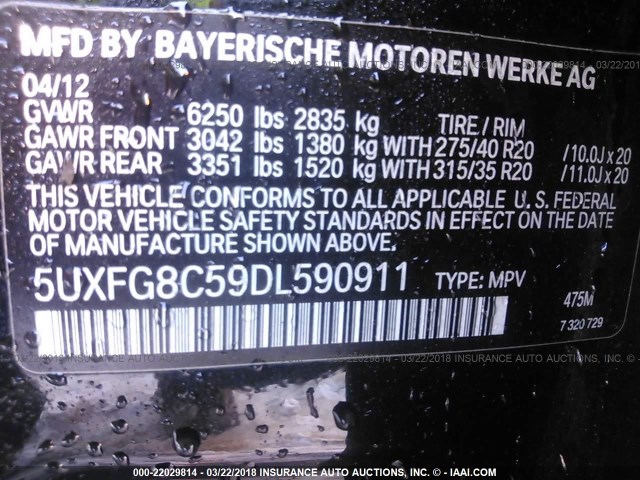 MFD BY BAYERISCHE MOTOREN WERKE AG
04/12
GVWR 6250 lbs 2835 kg TIRE / RIM
GAWR FRONT 3042 lbs 1380 kg WITH 275/40 R20 /10.0J x 20
GAWR REAR 3351 lbs 1520 kg WITH 315/35 R20 /11.0J x 20
THIS VEHICLE CONFORMS TO ALL APPLICABLE U.S. FEDERAL
MOTOR VEHICLE SAFETY STANDARDS IN EFFECT ON THE DATE
OF MANUFACTURE SHOWN ABOVE.
5UXFG8C59DL590911 TYPE: MPV
475M
7 320 729
000-22029814 - 03/22/2018 INSURANCE AUTO AUCTIONS, INC. - © IAAI.COM